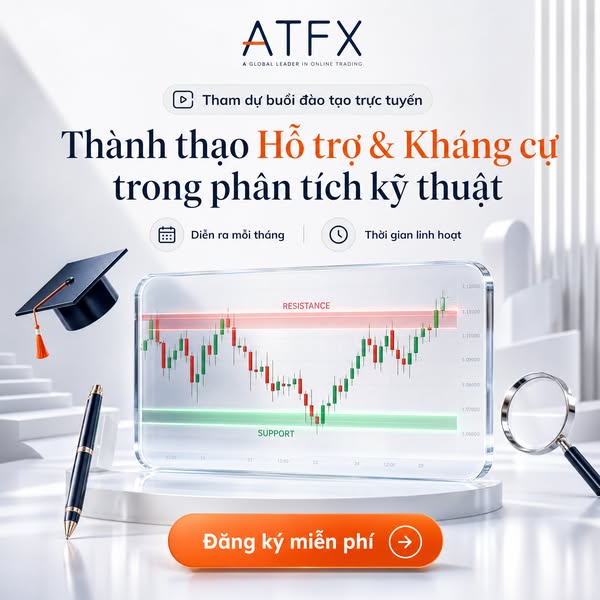 ATFX
A GLOBAL LEADER IN ONLINE TRADING
Tham dự buổi đào tạo trực tuyến
Thành thạo Hỗ trợ & Kháng cự
trong phân tích kỹ thuật
Diễn ra mỗi tháng
Thời gian linh hoạt
RESISTANCE
SUPPORT
Đăng ký miễn phí